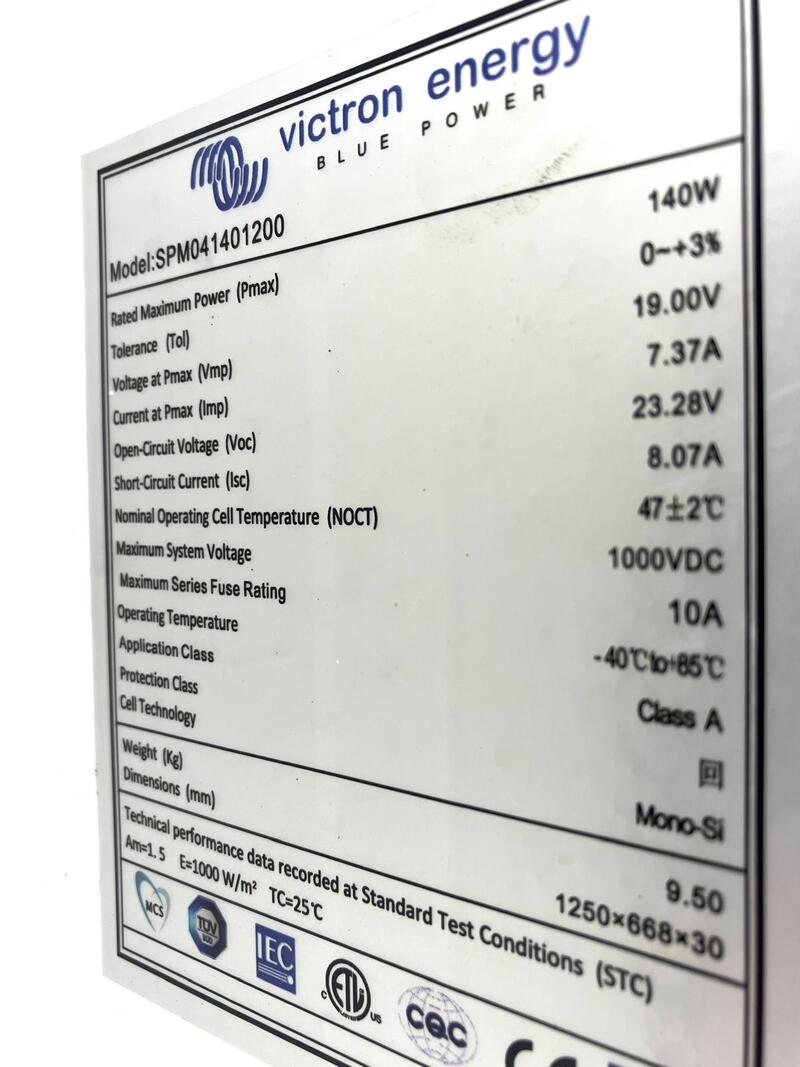 victron energy
BLUE POWER
Model:SPM041401200
Rated Maximum Power (Pmax) 140W
Tolerance (Tol) 0~+3%
Voltage at Pmax (Vmp) 19.00V
Current at Pmax (Imp) 7.37A
Open-Circuit Voltage (Voc) 23.28V
Short-Circuit Current (Isc) 8.07A
Nominal Operating Cell Temperature (NOCT) 47±2℃
Maximum System Voltage 1000VDC
Maximum Series Fuse Rating 10A
Operating Temperature -40℃to+85℃
Application Class Class A
Protection Class 回
Cell Technology Mono-Si
Weight (Kg) 9.50
Dimensions (mm) 1250×668×30
Technical performance data recorded at Standard Test Conditions (STC)
Am=1.5 E=1000 W/m² TC=25℃
MCS TÜV IEC c ETL us CQC CE